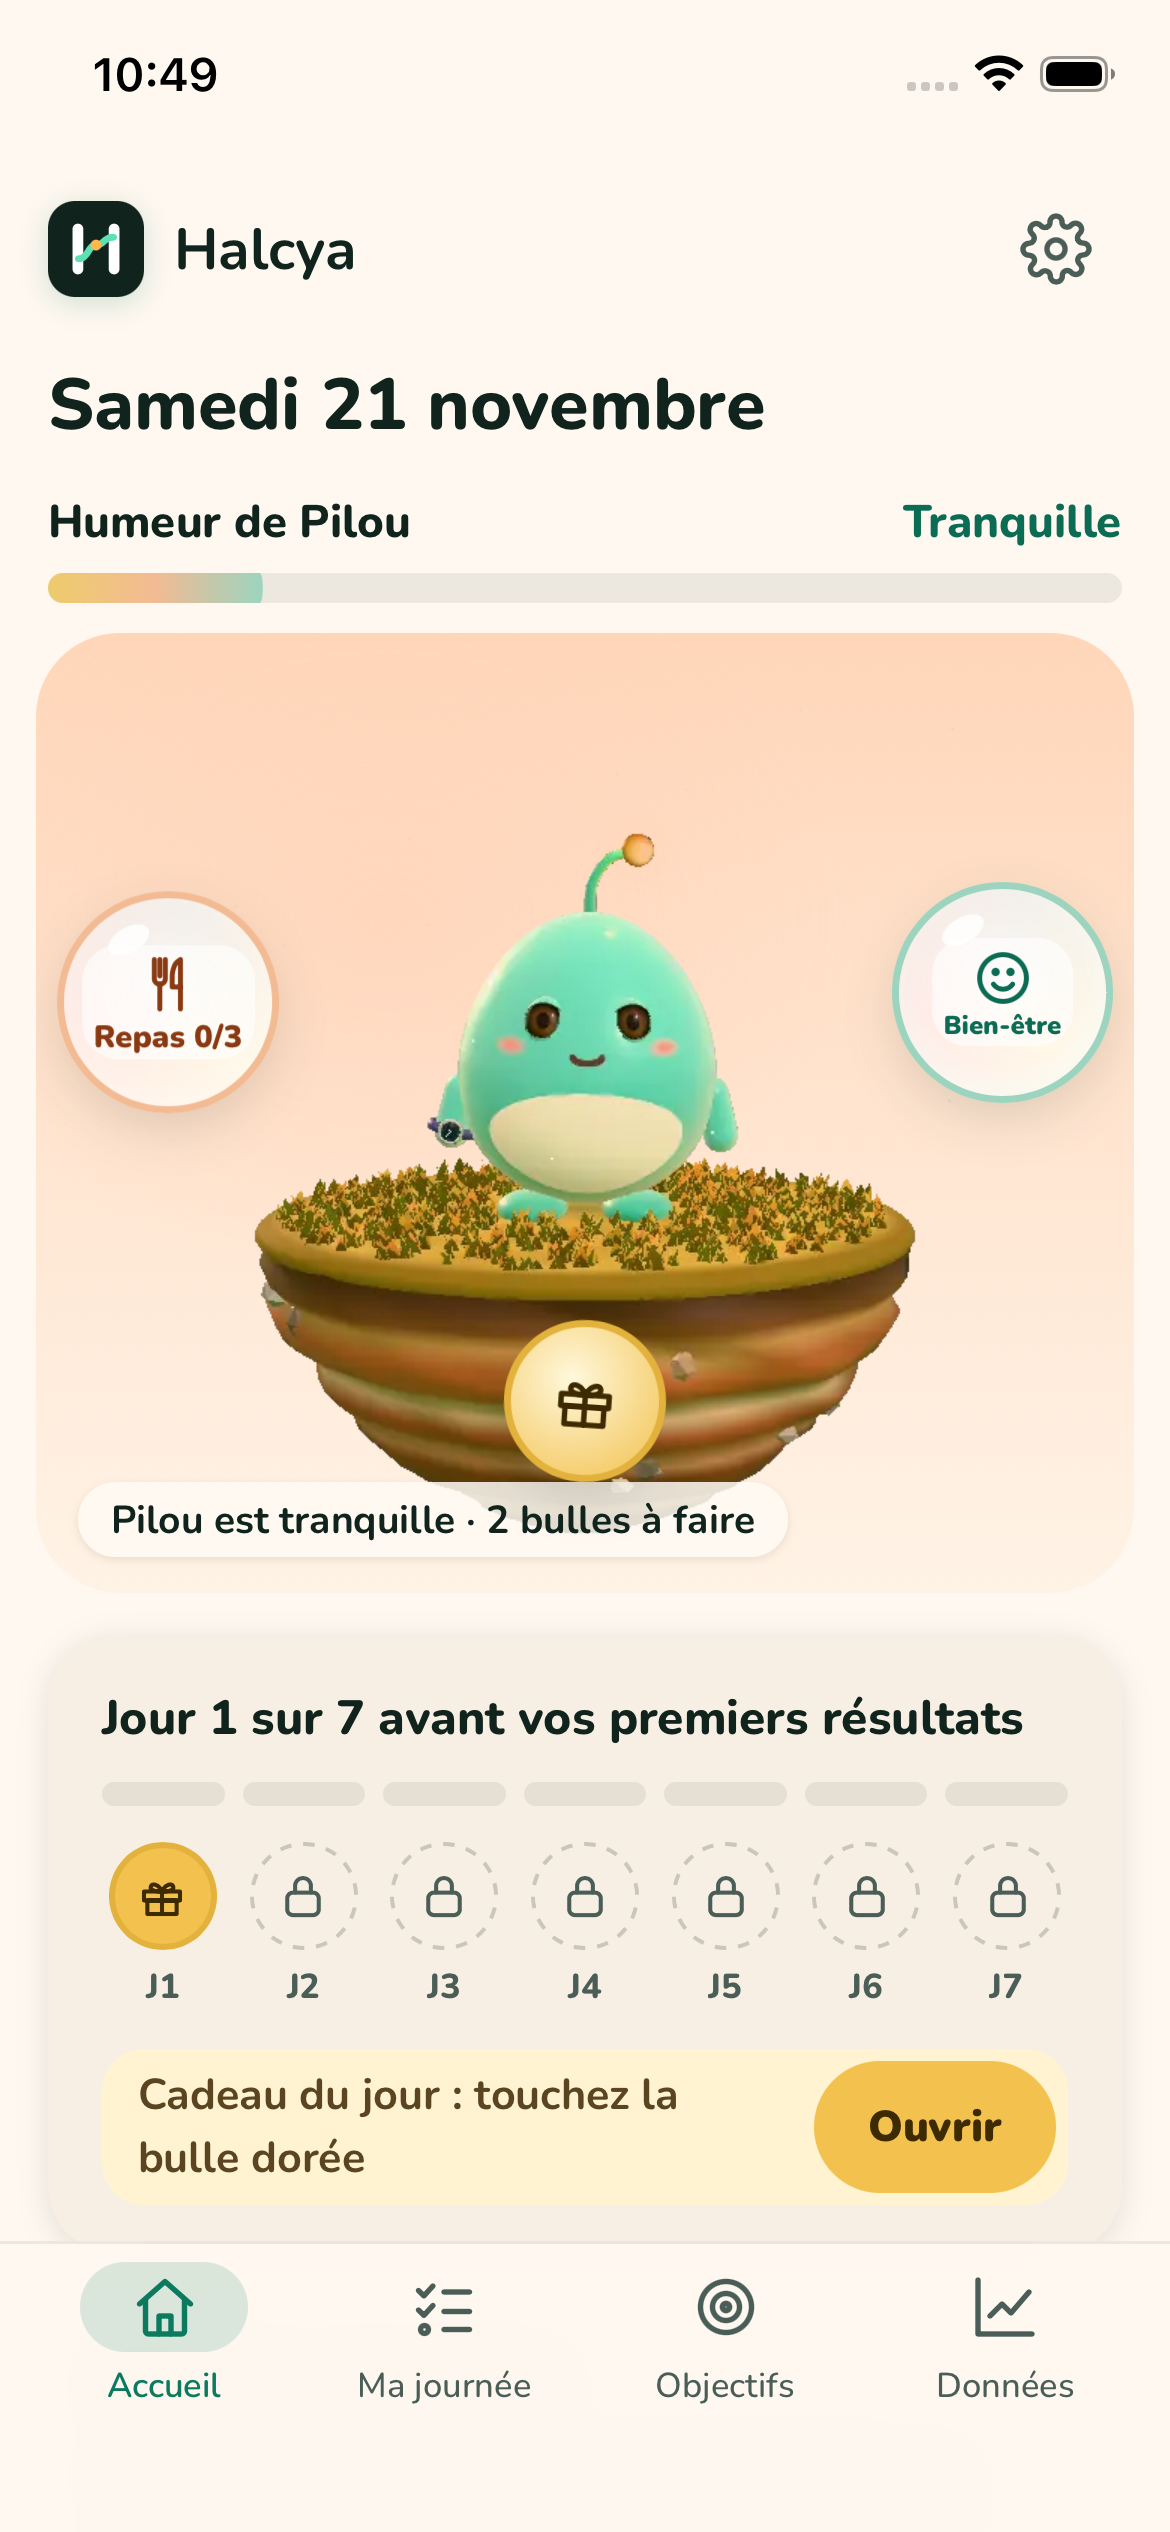 10:49
Halcya
Samedi 21 novembre
Humeur de Pilou
Tranquille
Repas 0/3
Bien-être
Pilou est tranquille · 2 bulles à faire
Jour 1 sur 7 avant vos premiers résultats
J1
J2
J3
J4
J5
J6
J7
Cadeau du jour : touchez la
bulle dorée
Ouvrir
Accueil
Ma journée
Objectifs
Données